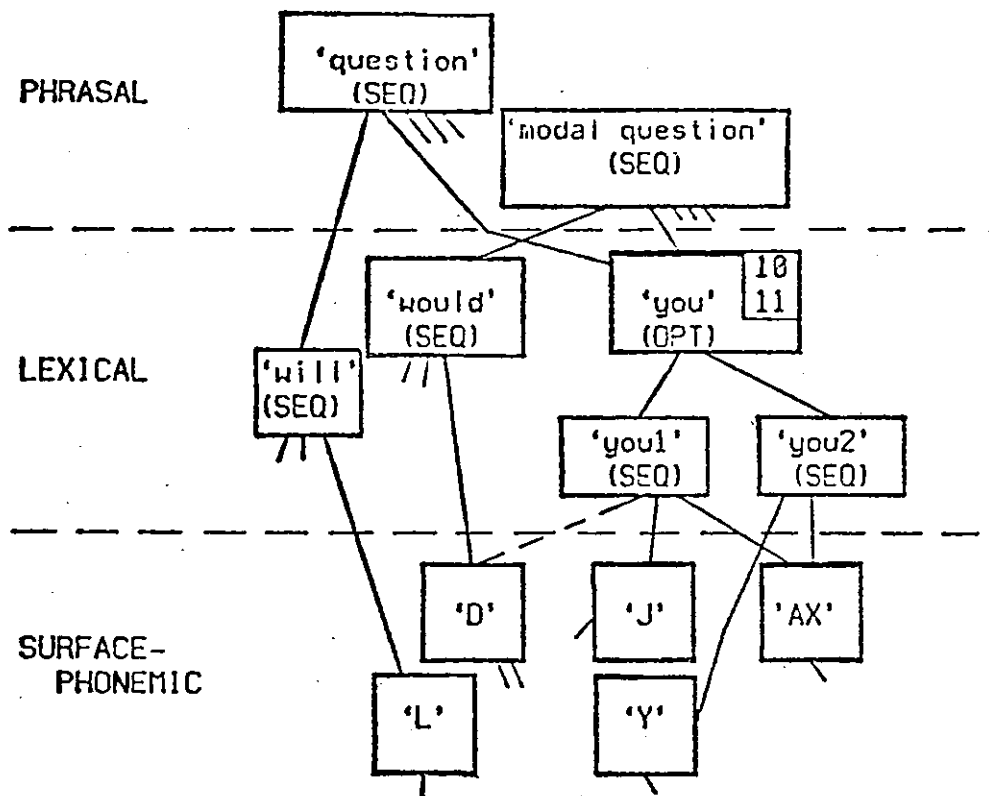 'question'
(SEQ)
PHRASAL
'modal question'
(SEQ)
10
11
'would'
(SEQ)
'you'
(OPT)
LEXICAL
'will'
(SEQ)
'you1'
(SEQ)
'you2'
(SEQ)
'D'
'J'
'AX'
SURFACE-
PHONEMIC
'L'
'Y'